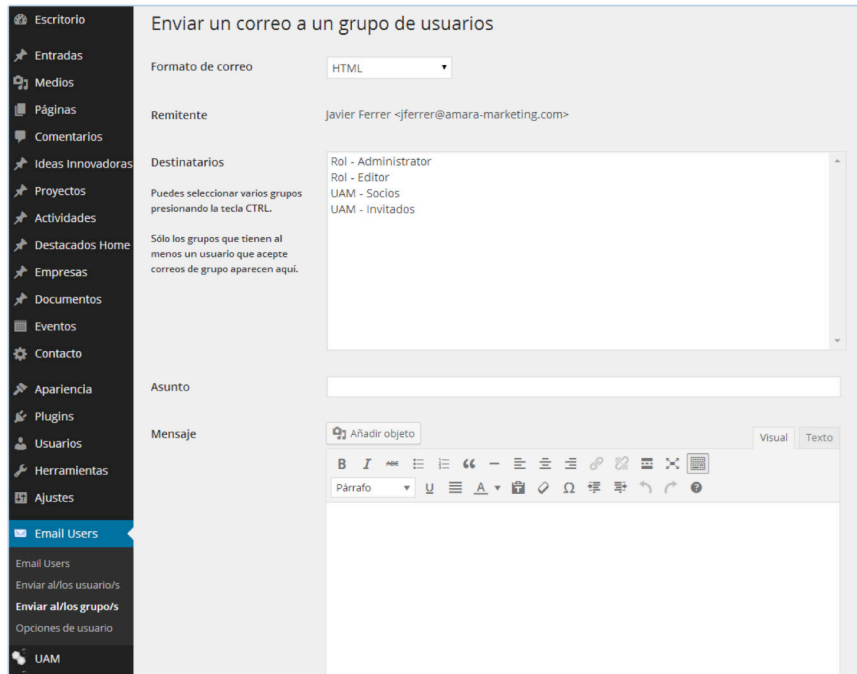 Escritorio
Entradas
Medios
Páginas
Comentarios
Ideas Innovadoras
Proyectos
Actividades
Destacados Home
Empresas
Documentos
Eventos
Contacto
Apariencia
Plugins
Usuarios
Herramientas
Ajustes
Email Users
Email Users
Enviar al/los usuario/s
Enviar al/los grupo/s
Opciones de usuario
UAM
Enviar un correo a un grupo de usuarios
Formato de correo
HTML
Remitente
Javier Ferrer <jferrer@amara-marketing.com>
Destinatarios
Puedes seleccionar varios grupos
presionando la tecla CTRL.
Sólo los grupos que tienen al
menos un usuario que acepte
correos de grupo aparecen aquí.
Rol - Administrator
Rol - Editor
UAM - Socios
UAM - Invitados
Asunto
Mensaje
Añadir objeto
Visual Texto
B I ABC
Párrafo U A Ω